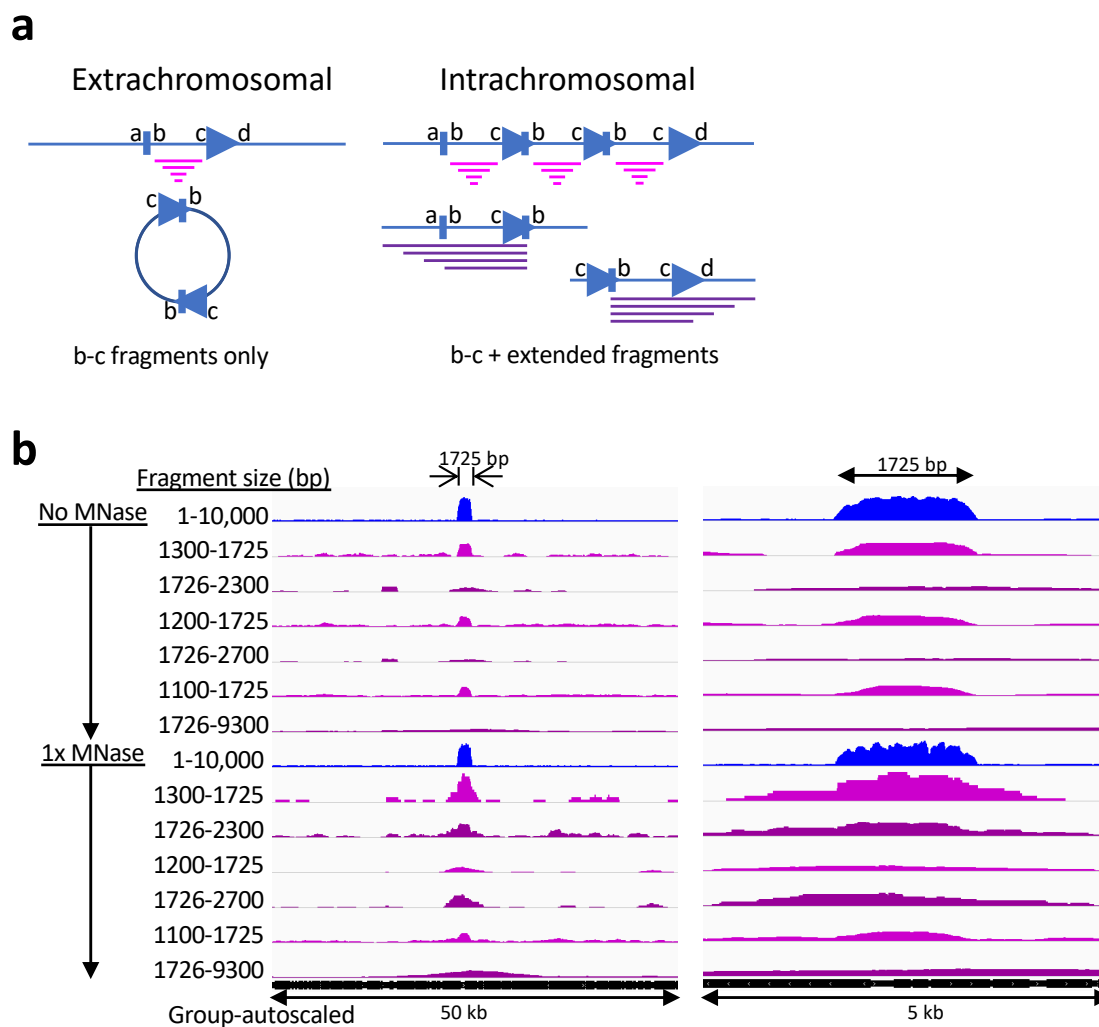 a
Extrachromosomal
Intrachromosomal
a b c d
a b c b c b c d
c b
a b c b
c b d
c d
b c
b-c fragments only
b-c + extended fragments
b
Fragment size (bp)
1725 bp
1725 bp
No MNase
1-10,000
1300-1725
1726-2300
1200-1725
1726-2700
1100-1725
1726-9300
1x MNase
1-10,000
1300-1725
1726-2300
1200-1725
1726-2700
1100-1725
1726-9300
Group-autoscaled
50 kb
5 kb